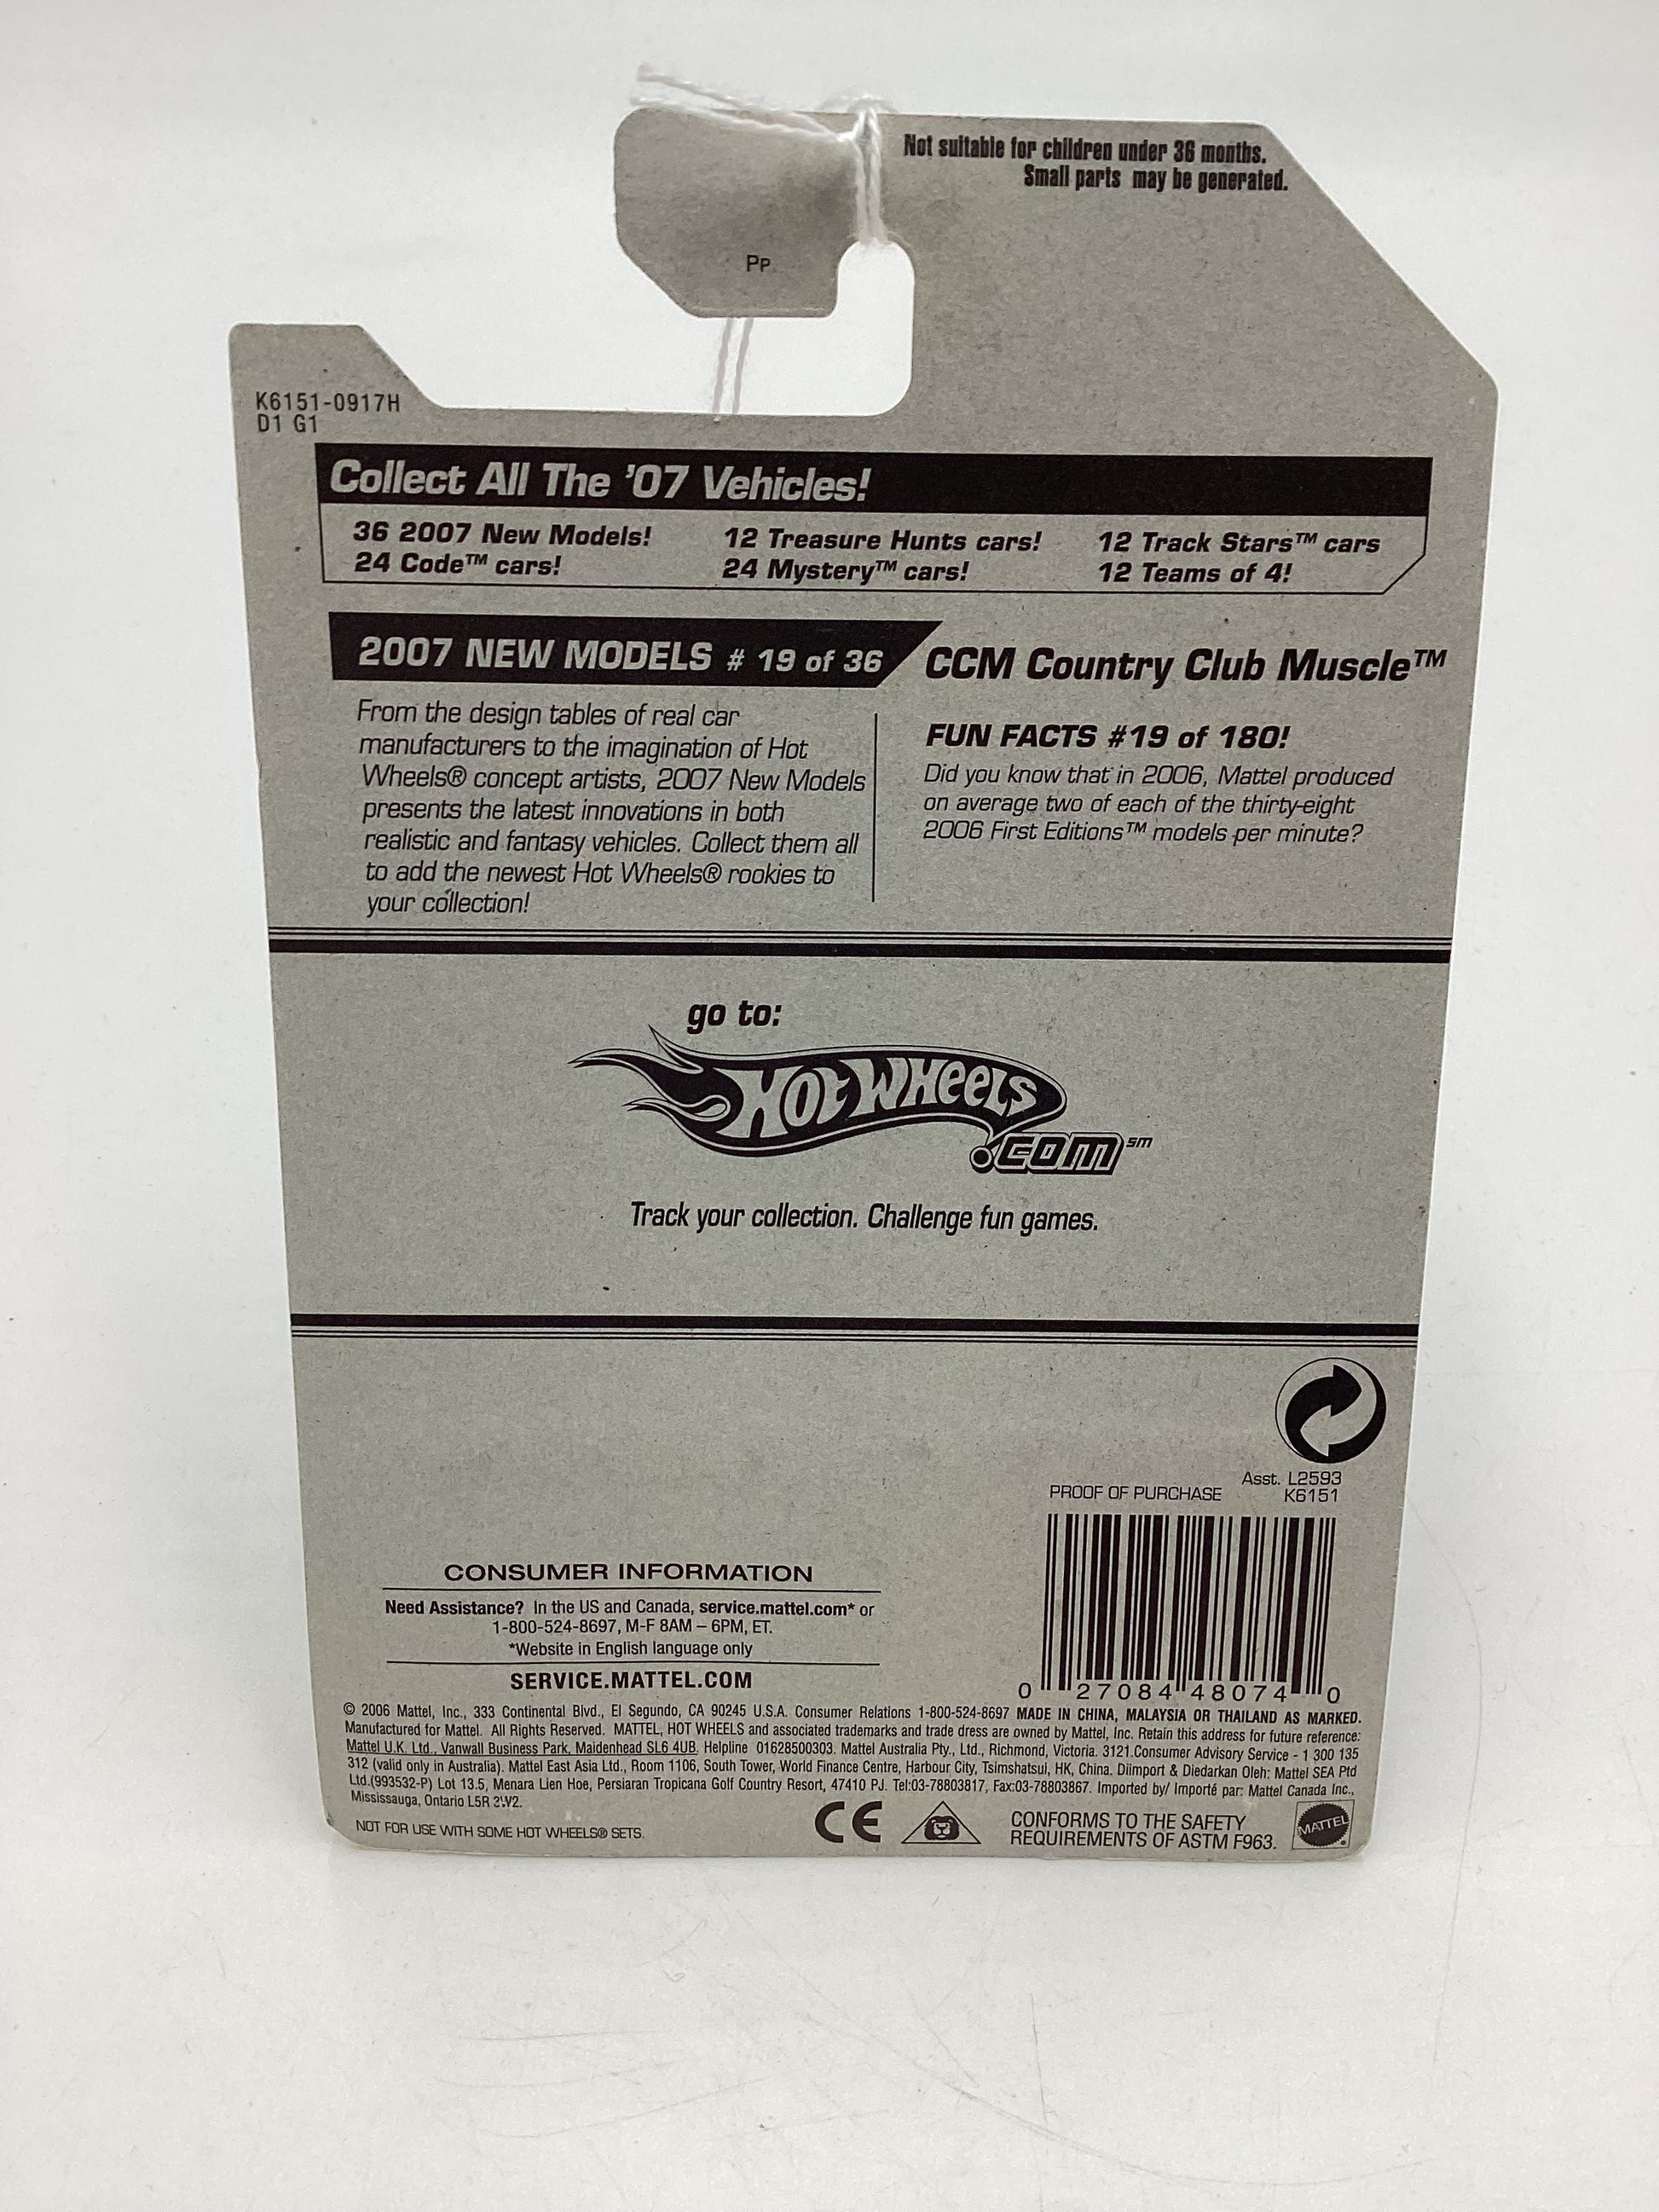 Not suitable for children under 36 months.
Small parts may be generated.
PP
K6151-0917H
D1 G1
Collect All The '07 Vehicles!
36 2007 New Models!
24 Code™ cars!
12 Treasure Hunts cars!
24 Mystery™ cars!
12 Track Stars™ cars
12 Teams of 4!
2007 NEW MODELS # 19 of 36
CCM Country Club Muscle™
From the design tables of real car
manufacturers to the imagination of Hot
Wheels® concept artists, 2007 New Models
presents the latest innovations in both
realistic and fantasy vehicles. Collect them all
to add the newest Hot Wheels® rookies to
your collection!
FUN FACTS #19 of 180!
Did you know that in 2006, Mattel produced
on average two of each of the thirty-eight
2006 First Editions™ models per minute?
go to:
HOT WHEELS
.COM℠
Track your collection. Challenge fun games.
Asst. L2593
PROOF OF PURCHASE K6151
0 27084 48074 0
CONSUMER INFORMATION
Need Assistance? In the US and Canada, service.mattel.com* or
1-800-524-8697, M-F 8AM – 6PM, ET.
*Website in English language only
SERVICE.MATTEL.COM
© 2006 Mattel, Inc., 333 Continental Blvd., El Segundo, CA 90245 U.S.A. Consumer Relations 1-800-524-8697 MADE IN CHINA, MALAYSIA OR THAILAND AS MARKED.
Manufactured for Mattel. All Rights Reserved. MATTEL, HOT WHEELS and associated trademarks and trade dress are owned by Mattel, Inc. Retain this address for future reference:
Mattel U.K. Ltd., Vanwall Business Park, Maidenhead SL6 4UB. Helpline 01628500303. Mattel Australia Pty., Ltd., Richmond, Victoria. 3121.Consumer Advisory Service - 1 300 135
312 (valid only in Australia). Mattel East Asia Ltd., Room 1106, South Tower, World Finance Centre, Harbour City, Tsimshatsui, HK, China. Diimport & Diedarkan Oleh: Mattel SEA Ptd
Ltd.(993532-P) Lot 13.5, Menara Lien Hoe, Persiaran Tropicana Golf Country Resort, 47410 PJ. Tel:03-78803817, Fax:03-78803867. Imported by/ Importé par: Mattel Canada Inc.,
Mississauga, Ontario L5R 3W2.
NOT FOR USE WITH SOME HOT WHEELS® SETS.
CE
CONFORMS TO THE SAFETY
REQUIREMENTS OF ASTM F963.
MATTEL